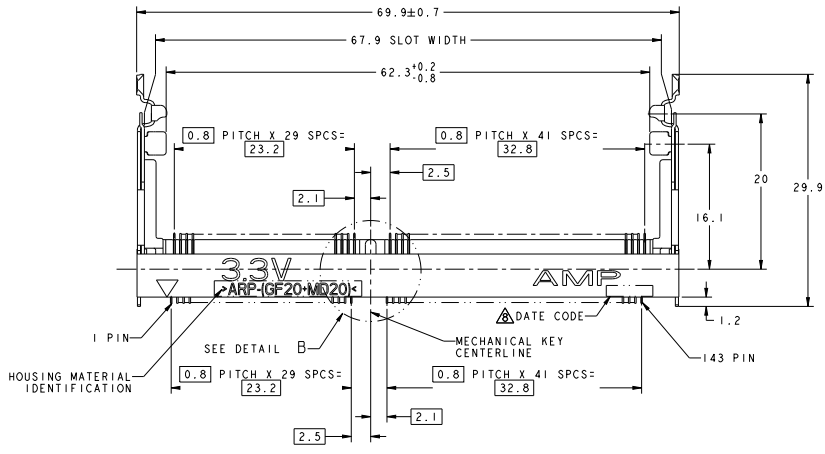 69.9±0.7
67.9 SLOT WIDTH
62.3 +0.2 -0.8
0.8 PITCH X 29 SPCS=
23.2
0.8 PITCH X 41 SPCS=
32.8
2.5
2.1
20
29.9
16.1
3.3V
>ARP-(GF20+MD20)<
AMP
1.2
8 DATE CODE
1 PIN
SEE DETAIL B
MECHANICAL KEY
CENTERLINE
143 PIN
HOUSING MATERIAL
IDENTIFICATION
0.8 PITCH X 29 SPCS=
23.2
0.8 PITCH X 41 SPCS=
32.8
2.1
2.5